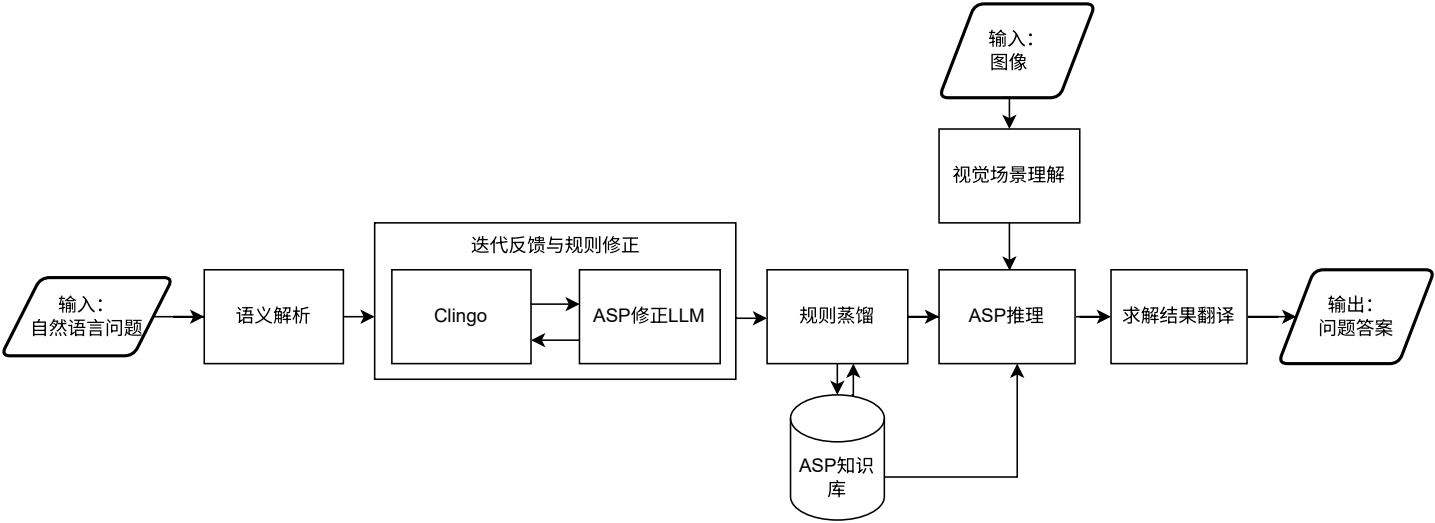 输入：
图像
视觉场景理解
迭代反馈与规则修正
输入：
自然语言问题
语义解析
Clingo
ASP修正LLM
规则蒸馏
ASP推理
求解结果翻译
输出：
问题答案
ASP知识
库